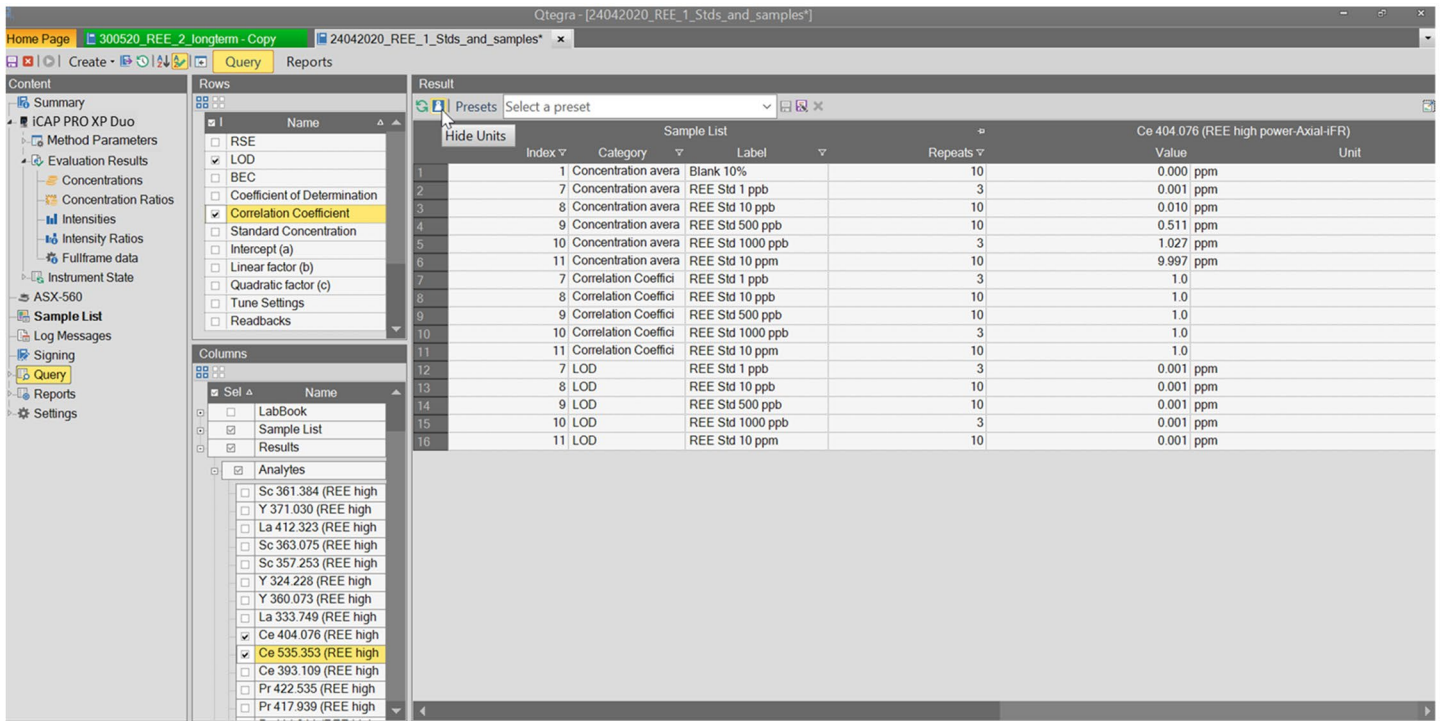 Qtegra - [24042020_REE_1_Stds_and_samples*]
Home Page 300520_REE_2_longterm - Copy 24042020_REE_1_Stds_and_samples* x
Create Query Reports
Content
Summary
iCAP PRO XP Duo
Method Parameters
Evaluation Results
Concentrations
Concentration Ratios
Intensities
Intensity Ratios
Fullframe data
Instrument State
ASX-560
Sample List
Log Messages
Signing
Query
Reports
Settings
Rows
Name
RSE
LOD
BEC
Coefficient of Determination
Correlation Coefficient
Standard Concentration
Intercept (a)
Linear factor (b)
Quadratic factor (c)
Tune Settings
Readbacks
Columns
Sel Name
LabBook
Sample List
Results
Analytes
Sc 361.384 (REE high
Y 371.030 (REE high
La 412.323 (REE high
Sc 363.075 (REE high
Sc 357.253 (REE high
Y 324.228 (REE high
Y 360.073 (REE high
La 333.749 (REE high
Ce 404.076 (REE high
Ce 535.353 (REE high
Ce 393.109 (REE high
Pr 422.535 (REE high
Pr 417.939 (REE high
Result
Presets Select a preset
Hide Units
Sample List Ce 404.076 (REE high power-Axial-iFR)
Index Category Label Repeats Value Unit
1 1 Concentration avera Blank 10% 10 0.000 ppm
2 7 Concentration avera REE Std 1 ppb 3 0.001 ppm
3 8 Concentration avera REE Std 10 ppb 10 0.010 ppm
4 9 Concentration avera REE Std 500 ppb 10 0.511 ppm
5 10 Concentration avera REE Std 1000 ppb 3 1.027 ppm
6 11 Concentration avera REE Std 10 ppm 10 9.997 ppm
7 7 Correlation Coeffici REE Std 1 ppb 3 1.0
8 8 Correlation Coeffici REE Std 10 ppb 10 1.0
9 9 Correlation Coeffici REE Std 500 ppb 10 1.0
10 10 Correlation Coeffici REE Std 1000 ppb 3 1.0
11 11 Correlation Coeffici REE Std 10 ppm 10 1.0
12 7 LOD REE Std 1 ppb 3 0.001 ppm
13 8 LOD REE Std 10 ppb 10 0.001 ppm
14 9 LOD REE Std 500 ppb 10 0.001 ppm
15 10 LOD REE Std 1000 ppb 3 0.001 ppm
16 11 LOD REE Std 10 ppm 10 0.001 ppm